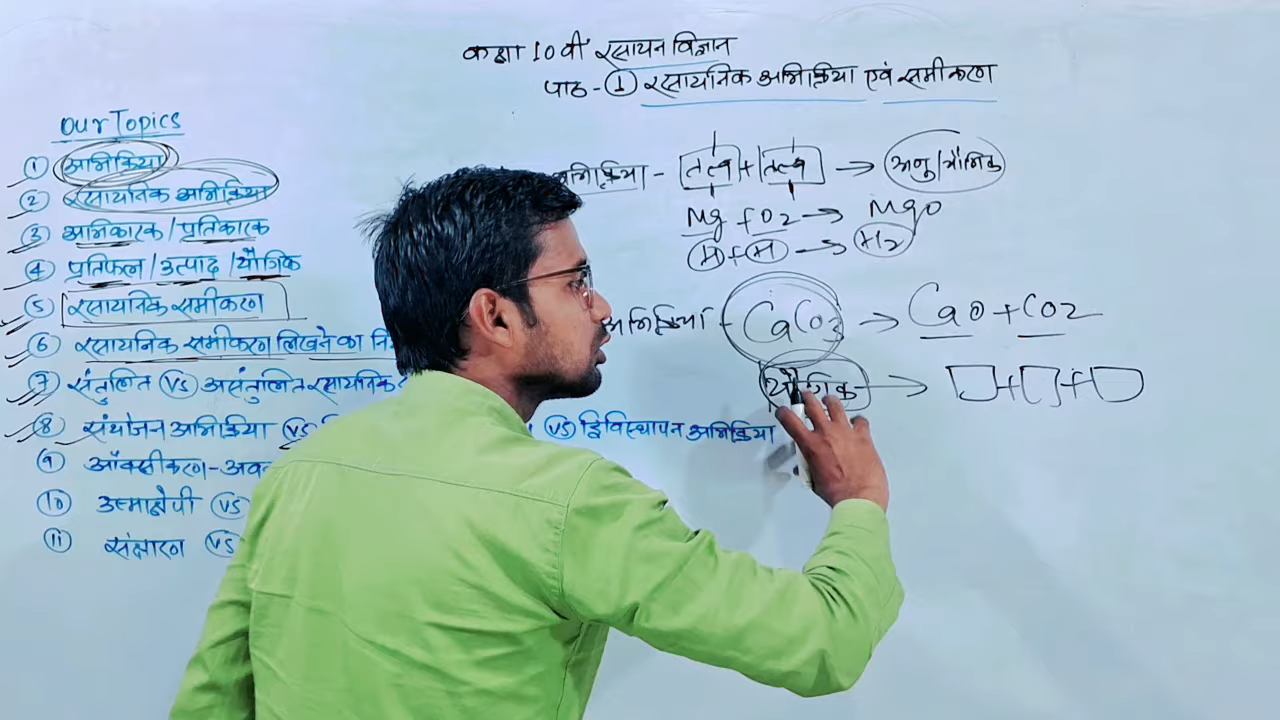 कक्षा 10वीं रसायन विज्ञान
पाठ-① रसायनिक अभिक्रिया एवं समीकरण
Our Topics
① अभिक्रिया
② रसायनिक अभिक्रिया
③ अभिकारक/प्रतिकारक
④ प्रतिफल/उत्पाद/यौगिक
⑤ रसायनिक समीकरण
⑥ रसायनिक समीकरण लिखने का
⑦ संतुलित VS असंतुलित रसायनिक
⑧ संयोजन अभिक्रिया VS VS द्विविस्थापन अभिक्रिया
⑨ ऑक्सीकरण-
⑩ उष्माक्षेपी VS
⑪ संक्षारण VS
अभिक्रिया - तत्व + तत्व → अनु/यौगिक
Mg + O2 → MgO
H + H → H2
अभिक्रिया - CaCO3 → CaO + CO2
यौगिक → + +